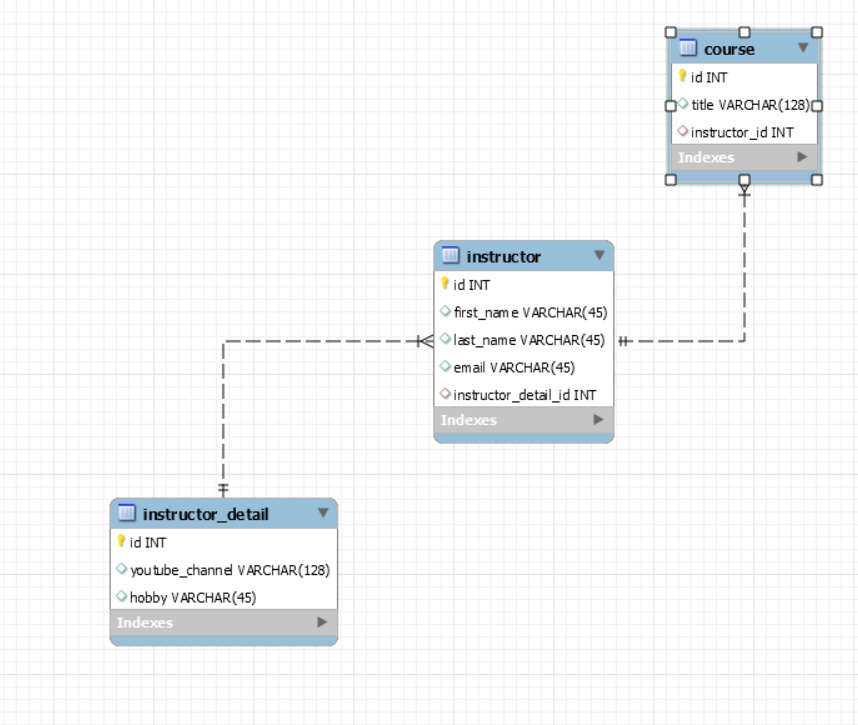 course
id INT
title VARCHAR(128)
instructor_id INT
Indexes
instructor
id INT
first_name VARCHAR(45)
last_name VARCHAR(45)
email VARCHAR(45)
instructor_detail_id INT
Indexes
instructor_detail
id INT
youtube_channel VARCHAR(128)
hobby VARCHAR(45)
Indexes